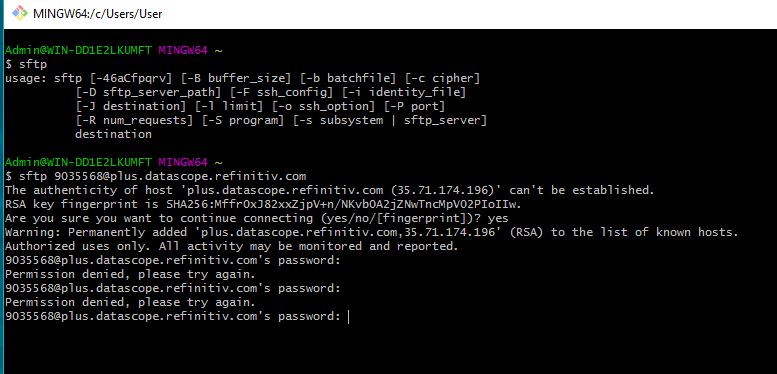 MINGW64:/c/Users/User
Admin@WIN-DD1E2LKUMFT MINGW64 ~
$ sftp
usage: sftp [-46aCfpqrv] [-B buffer_size] [-b batchfile] [-c cipher]
[-D sftp_server_path] [-F ssh_config] [-i identity_file]
[-J destination] [-l limit] [-o ssh_option] [-P port]
[-R num_requests] [-S program] [-s subsystem | sftp_server]
destination
Admin@WIN-DD1E2LKUMFT MINGW64 ~
$ sftp 9035568@plus.datascope.refinitiv.com
The authenticity of host 'plus.datascope.refinitiv.com (35.71.174.196)' can't be established.
RSA key fingerprint is SHA256:MffrOxJ82xxZjpV+n/NKvbOA2jZNwTncMpVO2PIoIIw.
Are you sure you want to continue connecting (yes/no/[fingerprint])? yes
Warning: Permanently added 'plus.datascope.refinitiv.com,35.71.174.196' (RSA) to the list of known hosts.
Authorized uses only. All activity may be monitored and reported.
9035568@plus.datascope.refinitiv.com's password:
Permission denied, please try again.
9035568@plus.datascope.refinitiv.com's password:
Permission denied, please try again.
9035568@plus.datascope.refinitiv.com's password: